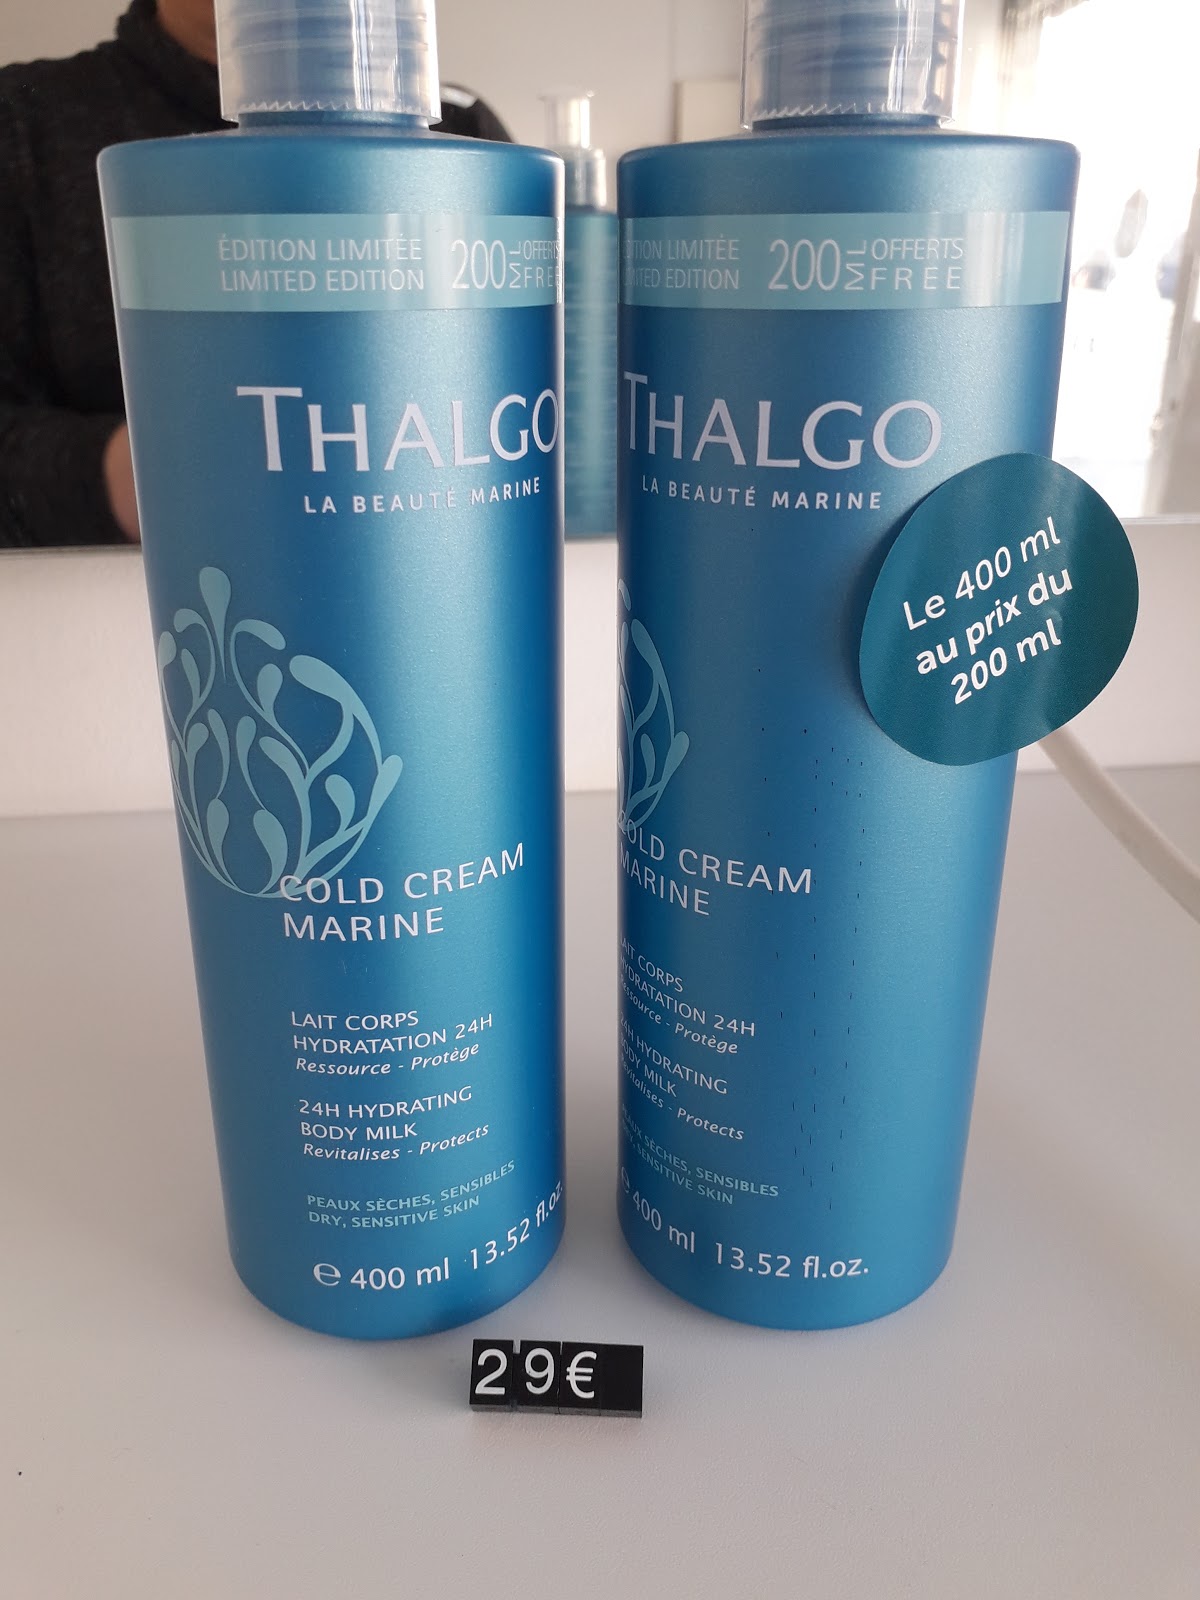 ÉDITION LIMITÉE
LIMITED EDITION
200 ML OFFERTS
FREE
THALGO
LA BEAUTÉ MARINE
COLD CREAM
MARINE
LAIT CORPS
HYDRATATION 24H
Ressource - Protège
24H HYDRATING
BODY MILK
Revitalises - Protects
PEAUX SÈCHES, SENSIBLES
DRY, SENSITIVE SKIN
℮ 400 ml 13.52 fl.oz.
ÉDITION LIMITÉE
LIMITED EDITION
200 ML OFFERTS
FREE
THALGO
LA BEAUTÉ MARINE
Le 400 ml
au prix du
200 ml
COLD CREAM
MARINE
LAIT CORPS
HYDRATATION 24H
Ressource - Protège
24H HYDRATING
BODY MILK
Revitalises - Protects
PEAUX SÈCHES, SENSIBLES
DRY, SENSITIVE SKIN
℮ 400 ml 13.52 fl.oz.
29€